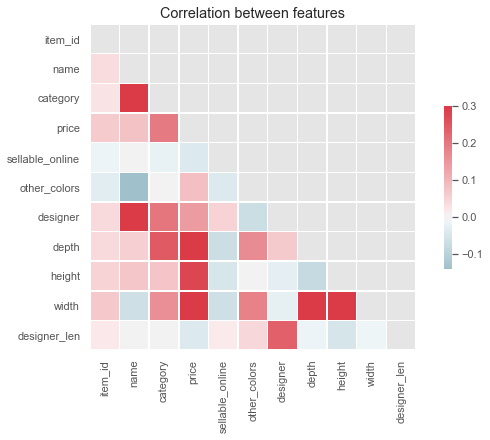 Correlation between features
item_id
name
category
price
sellable_online
other_colors
designer
depth
height
width
designer_len
item_id
name
category
price
sellable_online
other_colors
designer
depth
height
width
designer_len
0.3
0.2
0.1
0.0
−0.1